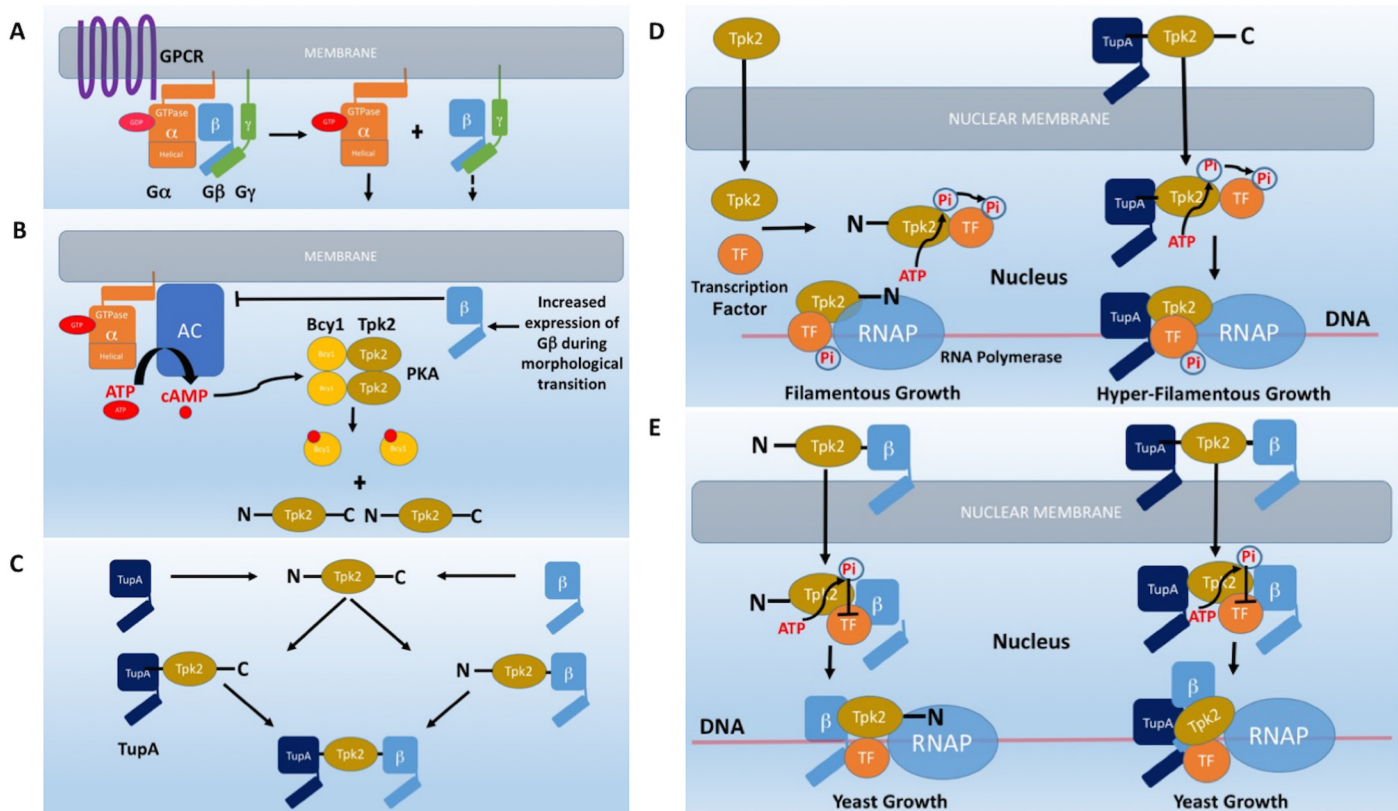 A
MEMBRANE
GPCR
GDP
GTPase
α
Helical
β
γ
GTP
GTPase
α
Helical
+
β
γ
Gα
Gβ
Gγ
B
MEMBRANE
GTP
GTPase
α
Helical
AC
ATP
ATP
cAMP
Bcy1
Tpk2
Bcy1
Tpk2
Bcy1
Tpk2
PKA
β
Increased
expression of
Gβ during
morphological
transition
Bcy1
Bcy1
+
N
Tpk2
C
N
Tpk2
C
C
TupA
N
Tpk2
C
β
TupA
Tpk2
C
N
Tpk2
β
TupA
TupA
Tpk2
β
D
Tpk2
TupA
Tpk2
C
NUCLEAR MEMBRANE
Tpk2
TF
Transcription
Factor
N
Tpk2
Pi
Pi
TF
ATP
Nucleus
TupA
Tpk2
Pi
Pi
TF
ATP
Tpk2
N
TF
Pi
RNAP
RNA Polymerase
TupA
Tpk2
TF
Pi
RNAP
DNA
Filamentous Growth
Hyper-Filamentous Growth
E
N
Tpk2
β
TupA
Tpk2
β
NUCLEAR MEMBRANE
N
Tpk2
Pi
β
ATP
TF
Nucleus
TupA
Tpk2
Pi
β
ATP
TF
DNA
β
Tpk2
N
TF
RNAP
β
TupA
Tpk2
TF
RNAP
Yeast Growth
Yeast Growth